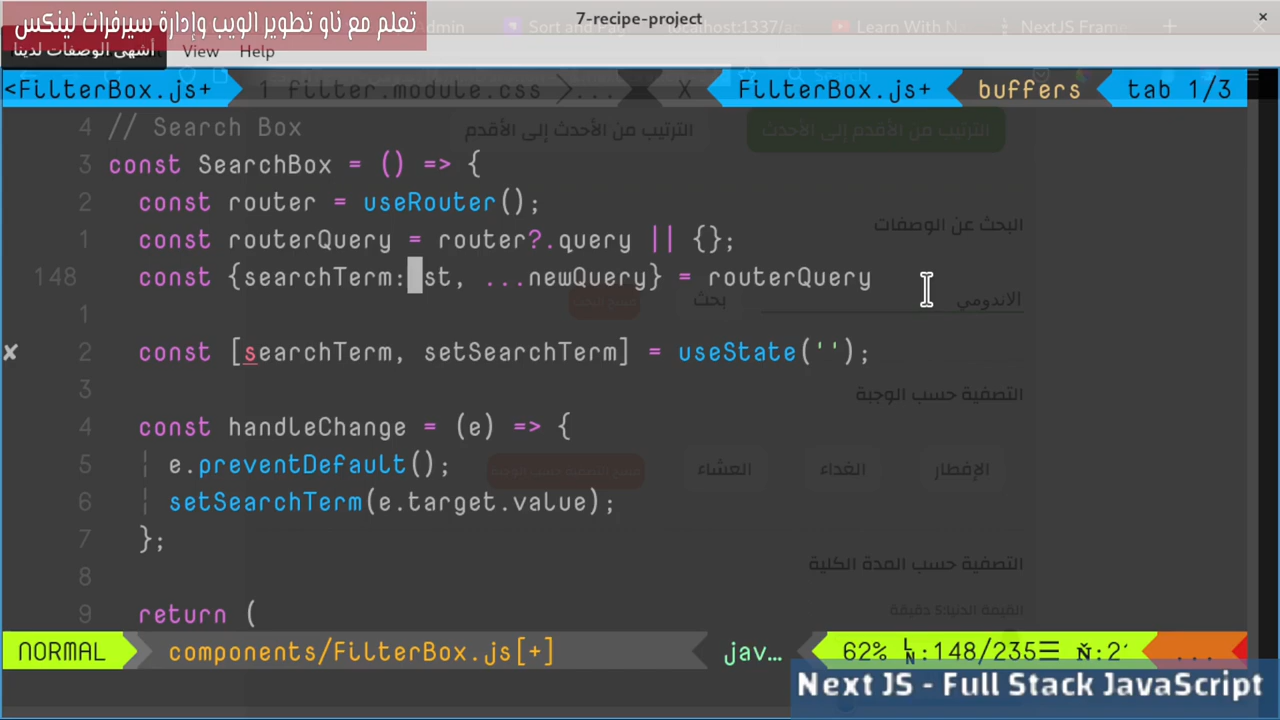 تعلم مع ناو تطوير الويب وإدارة سيرفرات لينكس
7-recipe-project
أشهى الوصفات لدينا
View Help
<FilterBox.js+ 1 filter.module.css >... X FilterBox.js+ buffers tab 1/3
الترتيب من الأقدم إلى الأحدث
الترتيب من الأحدث إلى الأقدم
4 // Search Box
3 const SearchBox = () => {
2 const router = useRouter();
البحث عن الوصفات
1 const routerQuery = router?.query || {};
148 const {searchTerm: st, ...newQuery} = routerQuery
الاندومي
بحث
1
2 const [searchTerm, setSearchTerm] = useState('');
3
التصفية حسب الوجبة
4 const handleChange = (e) => {
5 e.preventDefault();
الإفطار
الغداء
العشاء
6 setSearchTerm(e.target.value);
7 };
8
التصفية حسب المدة الكلية
9 return (
القيمة الدنيا: 5 دقيقة
NORMAL components/FilterBox.js[+] jav... 62% LN:148/235☰ Ň:21 ...
Next JS - Full Stack JavaScript